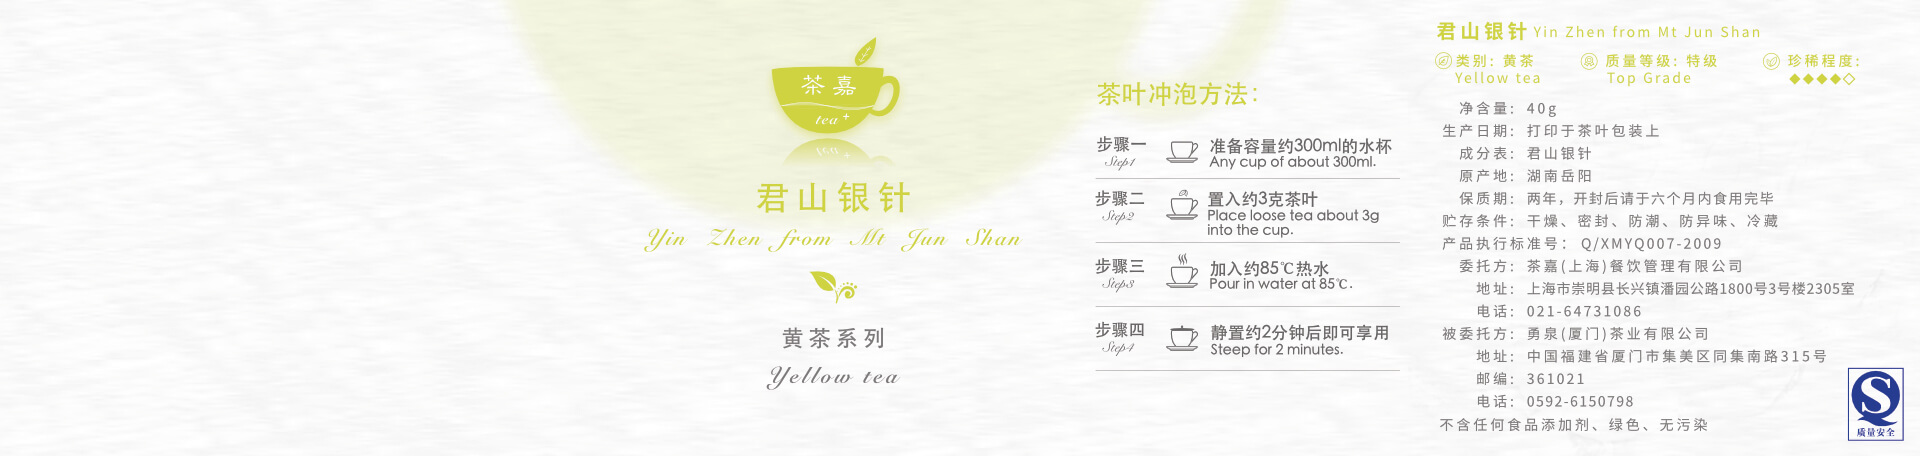 茶嘉
tea+
君山银针
Yin Zhen from Mt Jun Shan
黄茶系列
Yellow tea
茶叶冲泡方法：
步骤一
Step1
准备容量约300ml的水杯
Any cup of about 300ml.
步骤二
Step2
置入约3克茶叶
Place loose tea about 3g
into the cup.
步骤三
Step3
加入约85℃热水
Pour in water at 85℃.
步骤四
Step4
静置约2分钟后即可享用
Steep for 2 minutes.
君山银针 Yin Zhen from Mt Jun Shan
类别：黄茶 质量等级：特级 珍稀程度：
Yellow tea Top Grade ◆◆◆◆◇
净含量：40g
生产日期：打印于茶叶包装上
成分表：君山银针
原产地：湖南岳阳
保质期：两年，开封后请于六个月内食用完毕
贮存条件：干燥、密封、防潮、防异味、冷藏
产品执行标准号：Q/XMYQ007-2009
委托方：茶嘉(上海)餐饮管理有限公司
地址：上海市崇明县长兴镇潘园公路1800号3号楼2305室
电话：021-64731086
被委托方：勇泉(厦门)茶业有限公司
地址：中国福建省厦门市集美区同集南路315号
邮编：361021
电话：0592-6150798
不含任何食品添加剂、绿色、无污染
质量安全